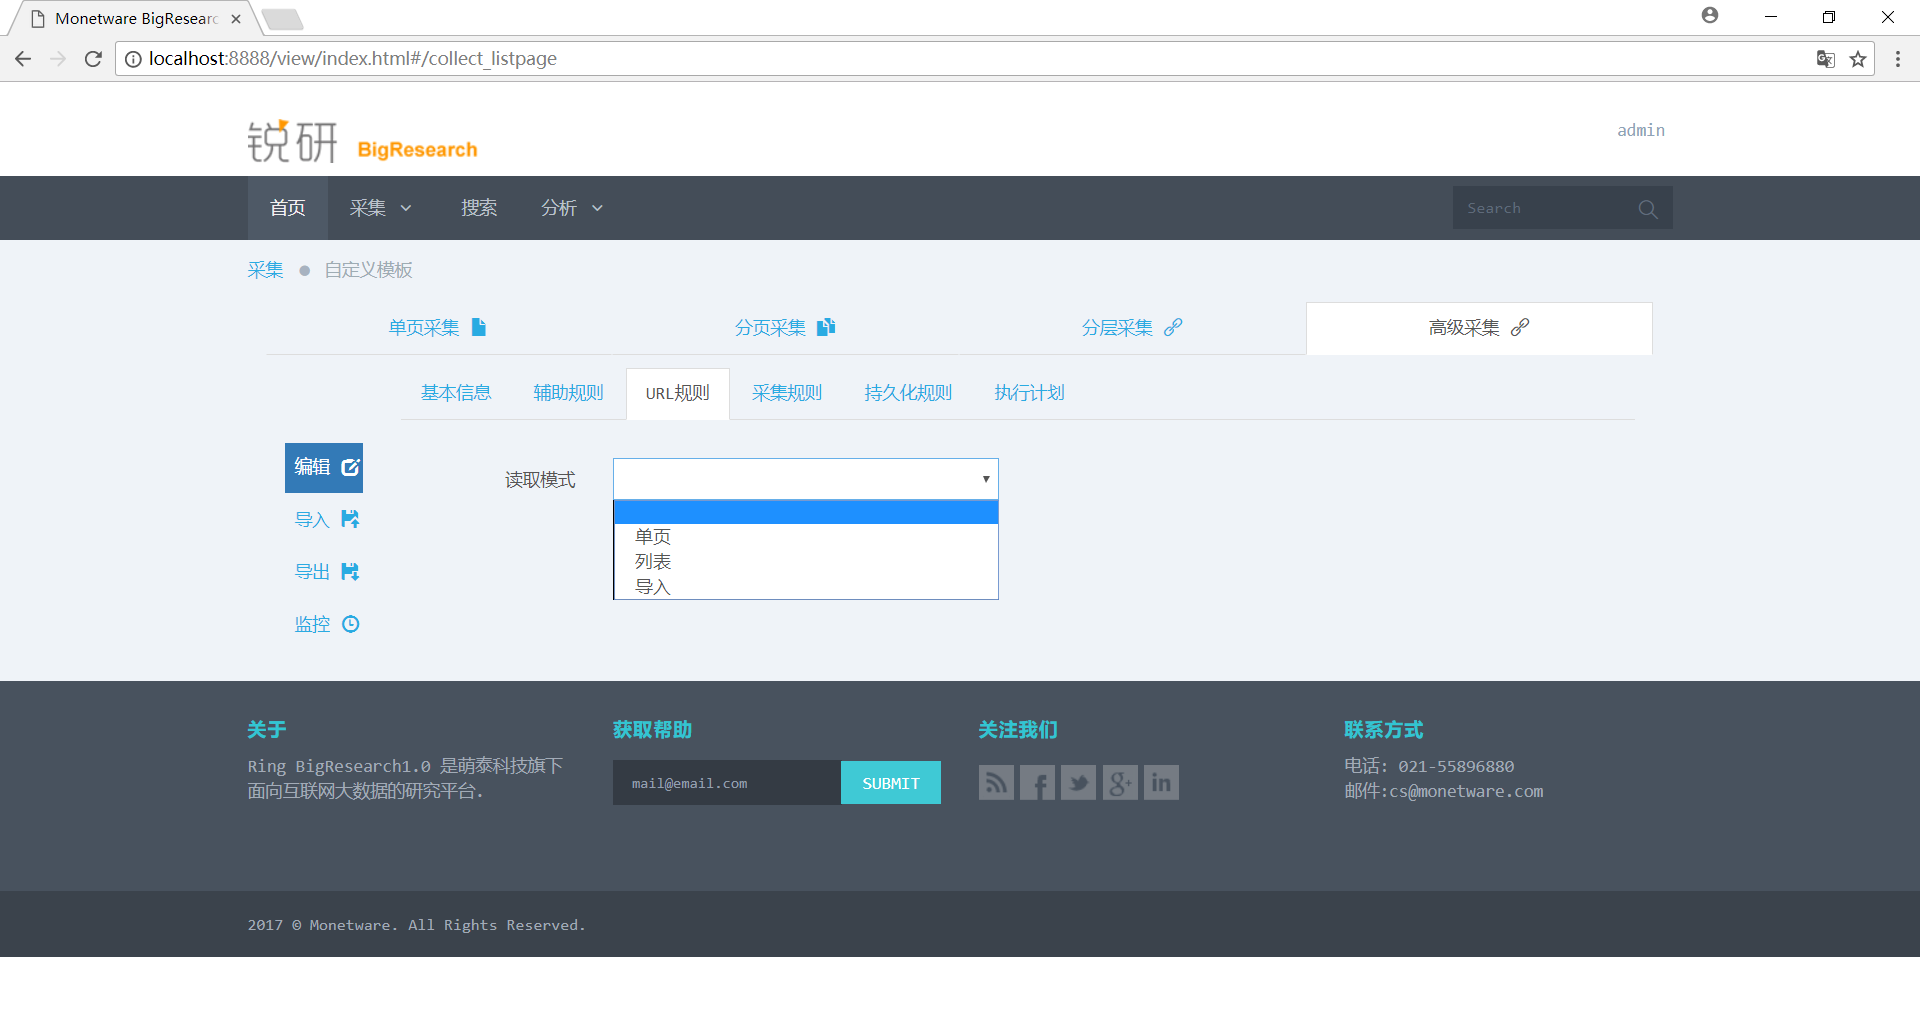 Monetware BigResearc
localhost:8888/view/index.html#/collect_listpage
锐研 BigResearch
admin
首页 采集 搜索 分析 Search
采集 自定义模板
单页采集 分页采集 分层采集 高级采集
基本信息 辅助规则 URL规则 采集规则 持久化规则 执行计划
编辑
读取模式
导入
单页
列表
导入
导出
监控
关于 获取帮助 关注我们 联系方式
Ring BigResearch1.0 是萌泰科技旗下
面向互联网大数据的研究平台.
mail@email.com SUBMIT
电话: 021-55896880
邮件:cs@monetware.com
2017 © Monetware. All Rights Reserved.